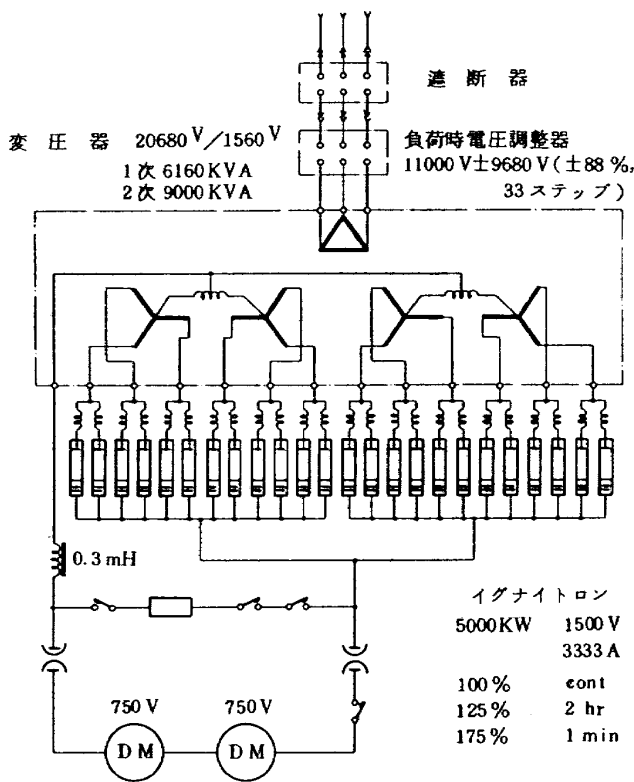 遮断器
変圧器 20680V/1560V
1次 6160KVA
2次 9000KVA
負荷時電圧調整器
11000V±9680V(±88%,
33ステップ)
0.3mH
イグナイトロン
5000KW 1500V
3333A
100% cont
125% 2hr
175% 1min
750V 750V
DM DM